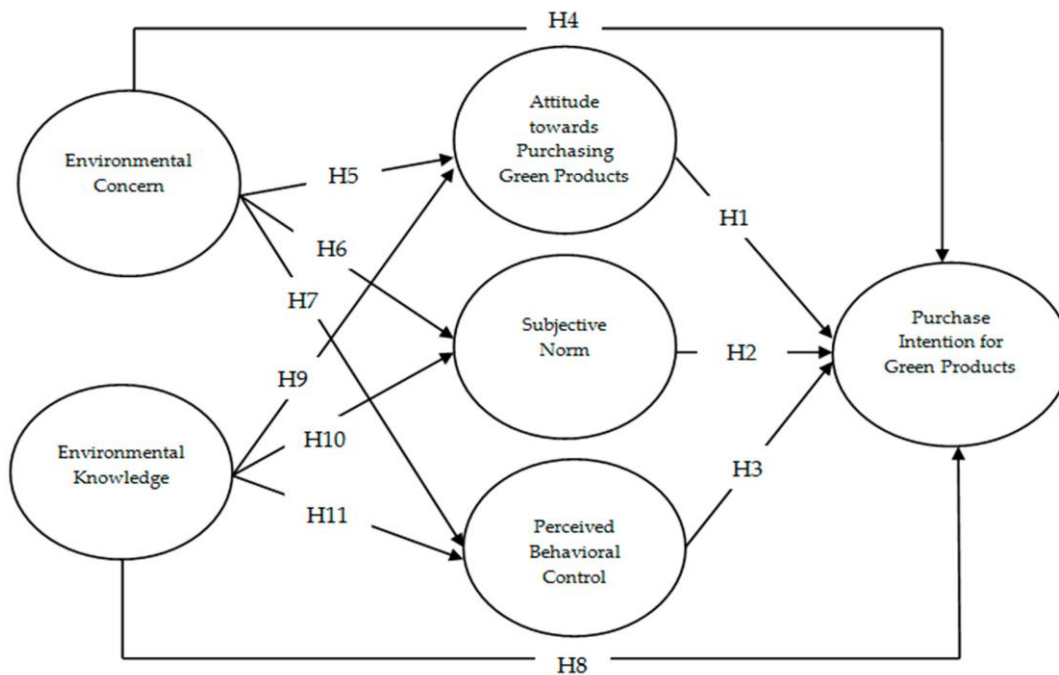 H4
Attitude
towards
Purchasing
Green Products
Environmental
Concern
H5
H1
H6
H7
Subjective
Norm
H2
Purchase
Intention for
Green Products
H9
H10
Environmental
Knowledge
H3
H11
Perceived
Behavioral
Control
H8